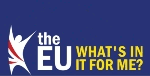 the
EU WHAT'S IN
IT FOR ME?